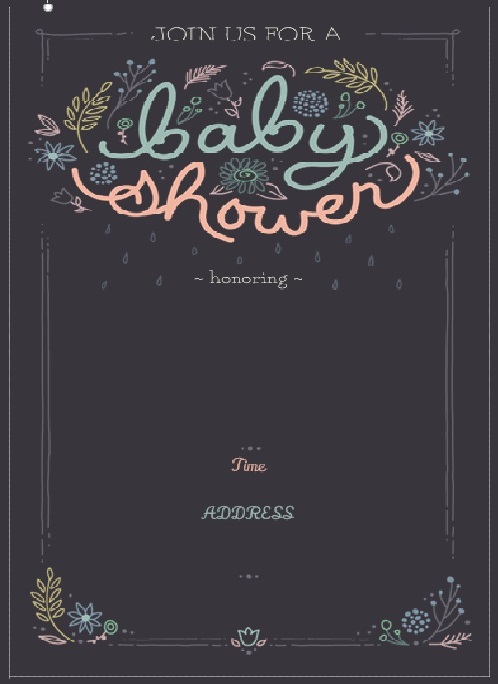 JOIN US FOR A
baby
shower
~ honoring ~
Time
ADDRESS